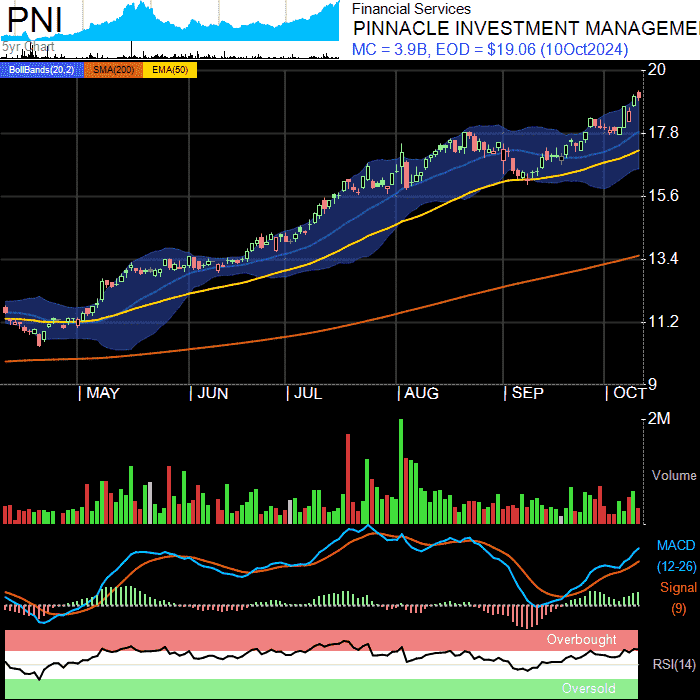 PNI
5yr Chart
Financial Services
PINNACLE INVESTMENT MANAGEME
MC = 3.9B, EOD = $19.06 (10Oct2024)
BollBands(20,2) SMA(200) EMA(50)
20
17.8
15.6
13.4
11.2
9
MAY JUN JUL AUG SEP OCT
2M
Volume
MACD
(12-26)
Signal
(9)
Overbought
RSI(14)
Oversold